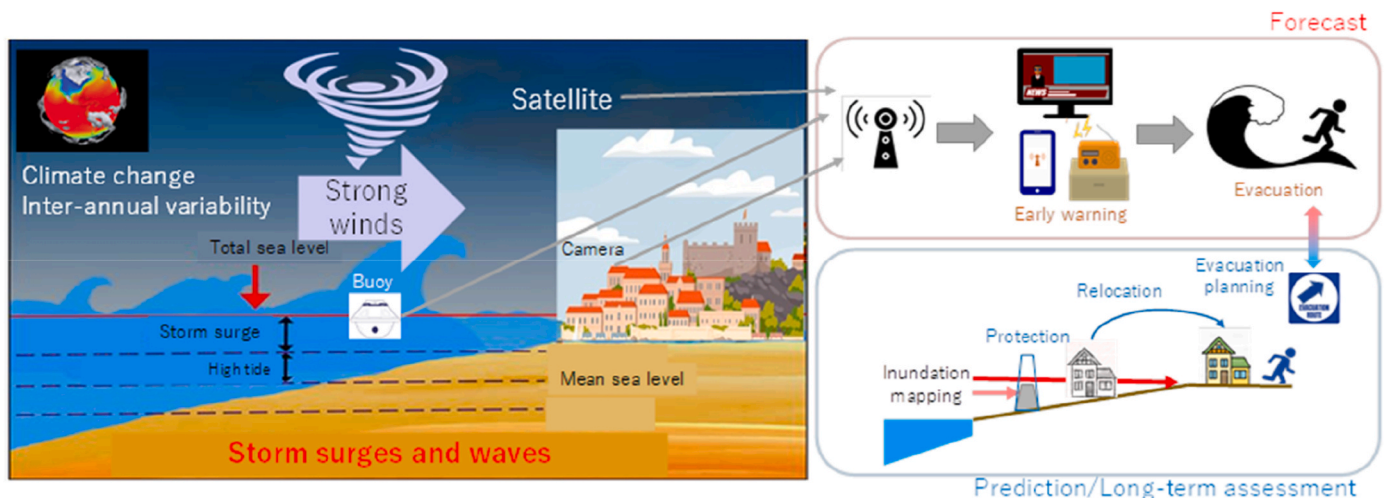 Forecast
Satellite
Climate change
Inter-annual variability
Strong
winds
Total sea level
Buoy
Camera
Storm surge
High tide
Mean sea level
Storm surges and waves
NEWS
Early warning
Evacuation
Evacuation
planning
EVACUATION
ROUTE
Relocation
Protection
Inundation
mapping
Prediction/Long-term assessment